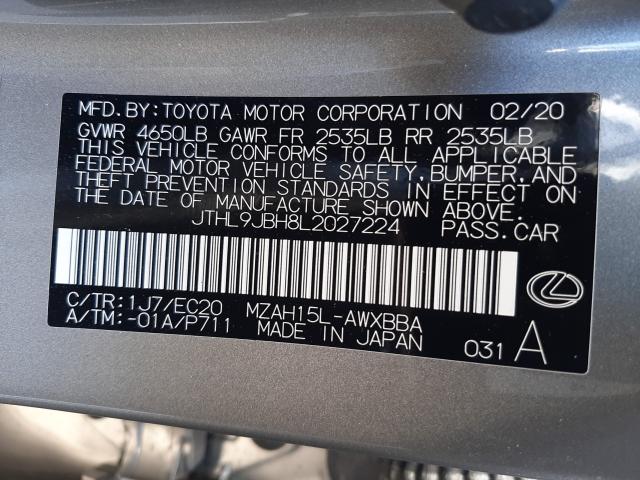 MFD.BY:TOYOTA MOTOR CORPORATION 02/20
GVWR 4650LB GAWR FR 2535LB RR 2535LB
THIS VEHICLE CONFORMS TO ALL APPLICABLE
FEDERAL MOTOR VEHICLE SAFETY,BUMPER,AND
THEFT PREVENTION STANDARDS IN EFFECT ON
THE DATE OF MANUFACTURE SHOWN ABOVE.
JTHL9JBH8L2027224 PASS.CAR
C/TR:1J7/EC20 MZAH15L-AWXBBA
A/TM:-01A/P711 MADE IN JAPAN 031 A